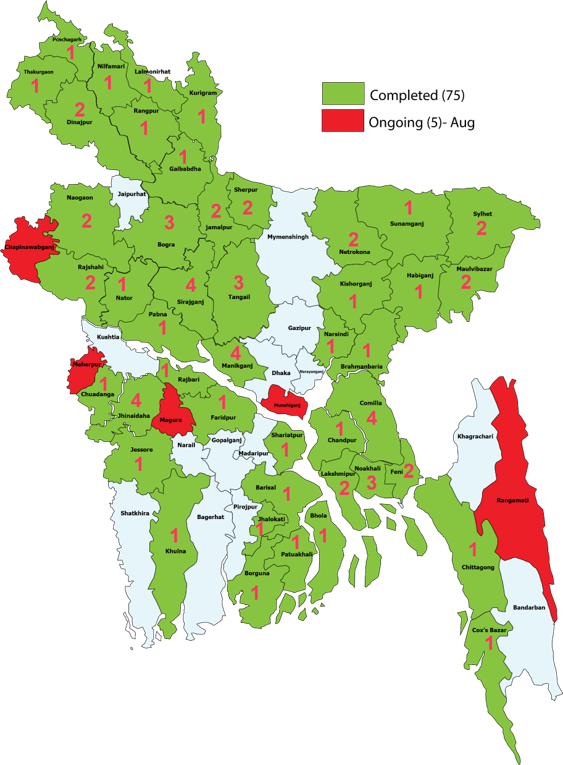 Panchagarh
1
Thakurgaon
1
Nilfamari
1
Lalmonirhat
1
Kurigram
1
2
Dinajpur
Rangpur
1
1
Gaibabdha
Completed (75)
Ongoing (5)- Aug
Jaipurhat
Naogaon
2
3
Bogra
2
Jamalpur
Sherpur
2
Mymenshingh
2
Netrokona
1
Sunamganj
Sylhet
2
Chapinawabganj
Rajshahi
2
1
Nator
4
Sirajganj
3
Tangail
Kishorganj
1
Habiganj
1
Maulvibazar
2
Pabna
1
Gazipur
Kushtia
4
Manikganj
Narsindi
1
1
Brahmanbaria
Dhaka
Narayanganj
Meherpur
1
Chuadanga
1
Rajbari
4
Jhinaidaha
Magura
1
Faridpur
Munshiganj
Comilla
4
1
Chandpur
Khagrachari
Jessore
1
Narail
Gopalganj
Madaripur
Shariatpur
1
Lakshmipur
2
Noakhali
3
Feni
2
Rangamati
Shatkhira
1
Khulna
Bagerhat
Pirojpur
Barisal
1
Jhalokati
1
1
Patuakhali
Bhola
1
Borguna
1
1
Chittagong
Bandarban
Cox's Bazar
1